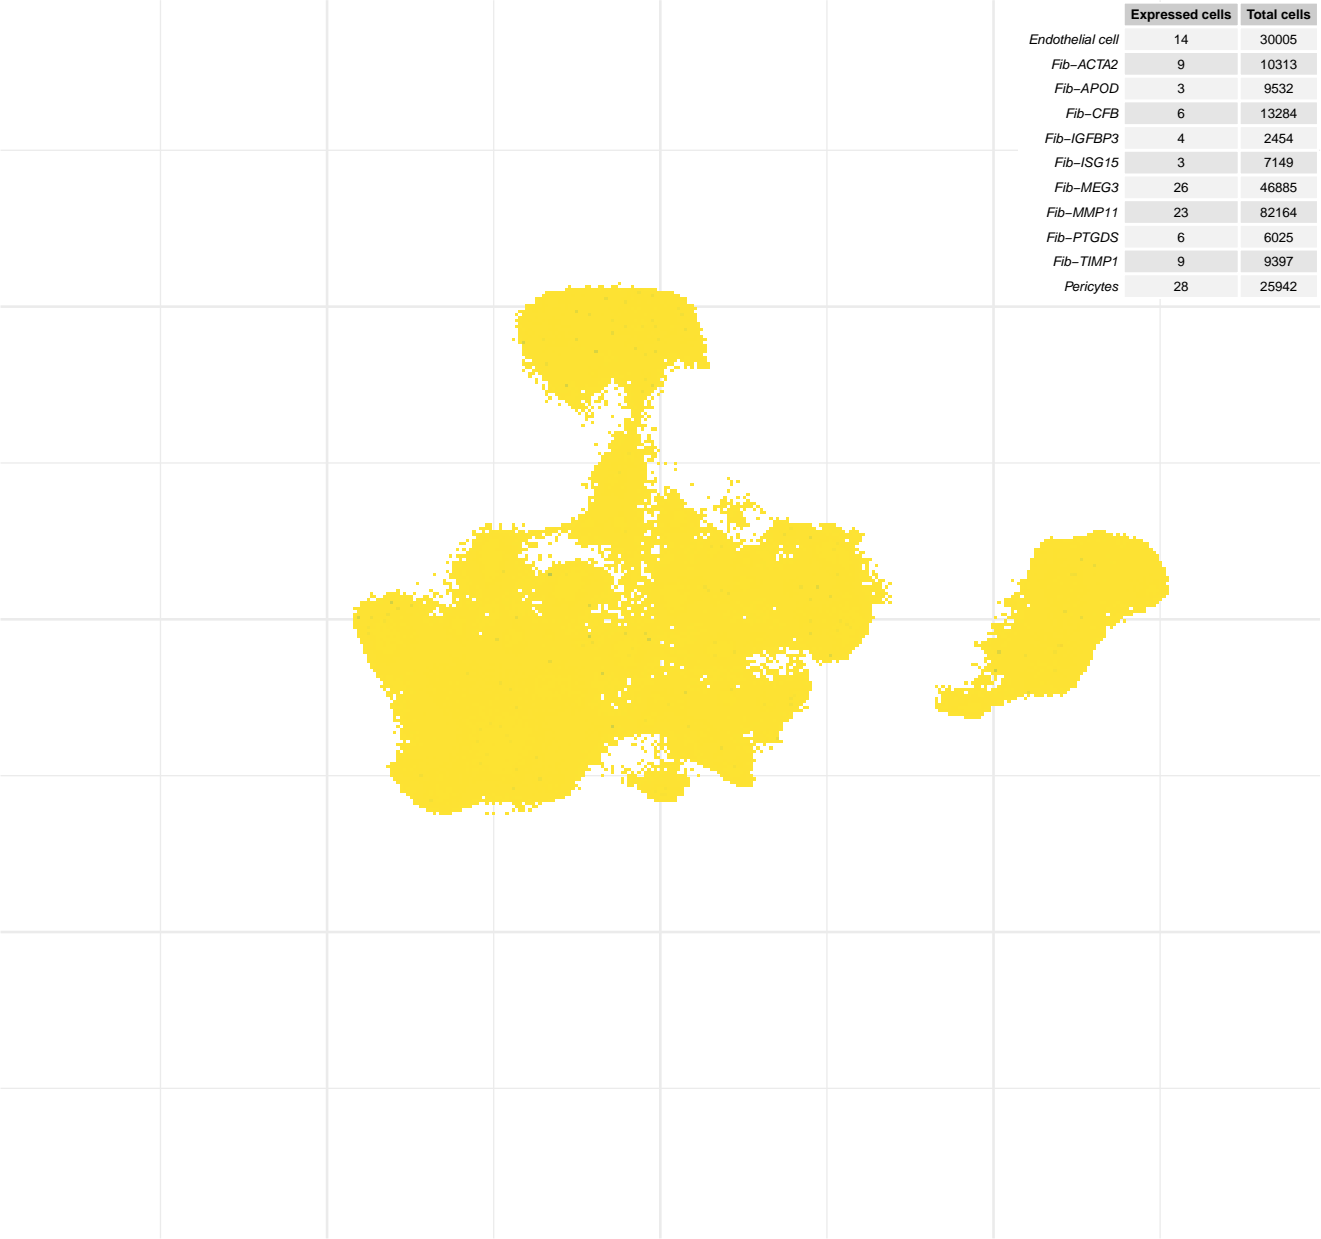 Expressed cells Total cells
Endothelial cell 14 30005
Fib−ACTA2 9 10313
Fib−APOD 3 9532
Fib−CFB 6 13284
Fib−IGFBP3 4 2454
Fib−ISG15 3 7149
Fib−MEG3 26 46885
Fib−MMP11 23 82164
Fib−PTGDS 6 6025
Fib−TIMP1 9 9397
Pericytes 28 25942